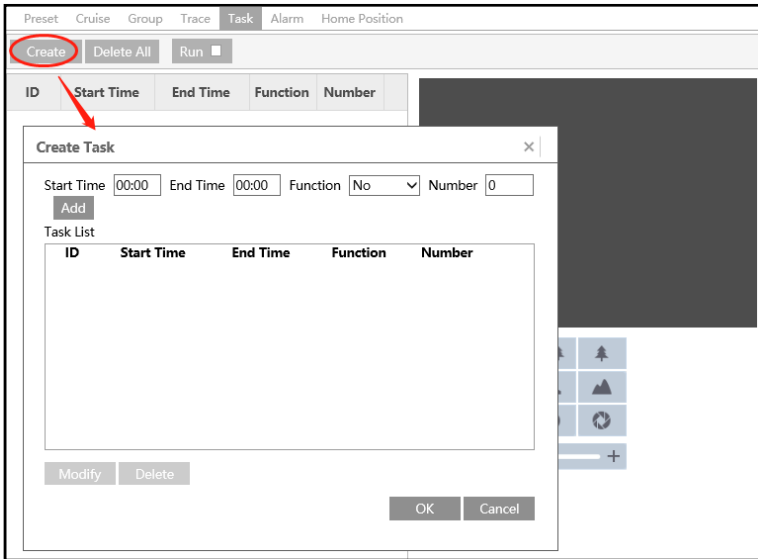 Preset Cruise Group Trace Task Alarm Home Position
Create Delete All Run
ID Start Time End Time Function Number
Create Task
Start Time 00:00 End Time 00:00 Function No Number 0
Add
Task List
ID Start Time End Time Function Number
Modify Delete
OK Cancel